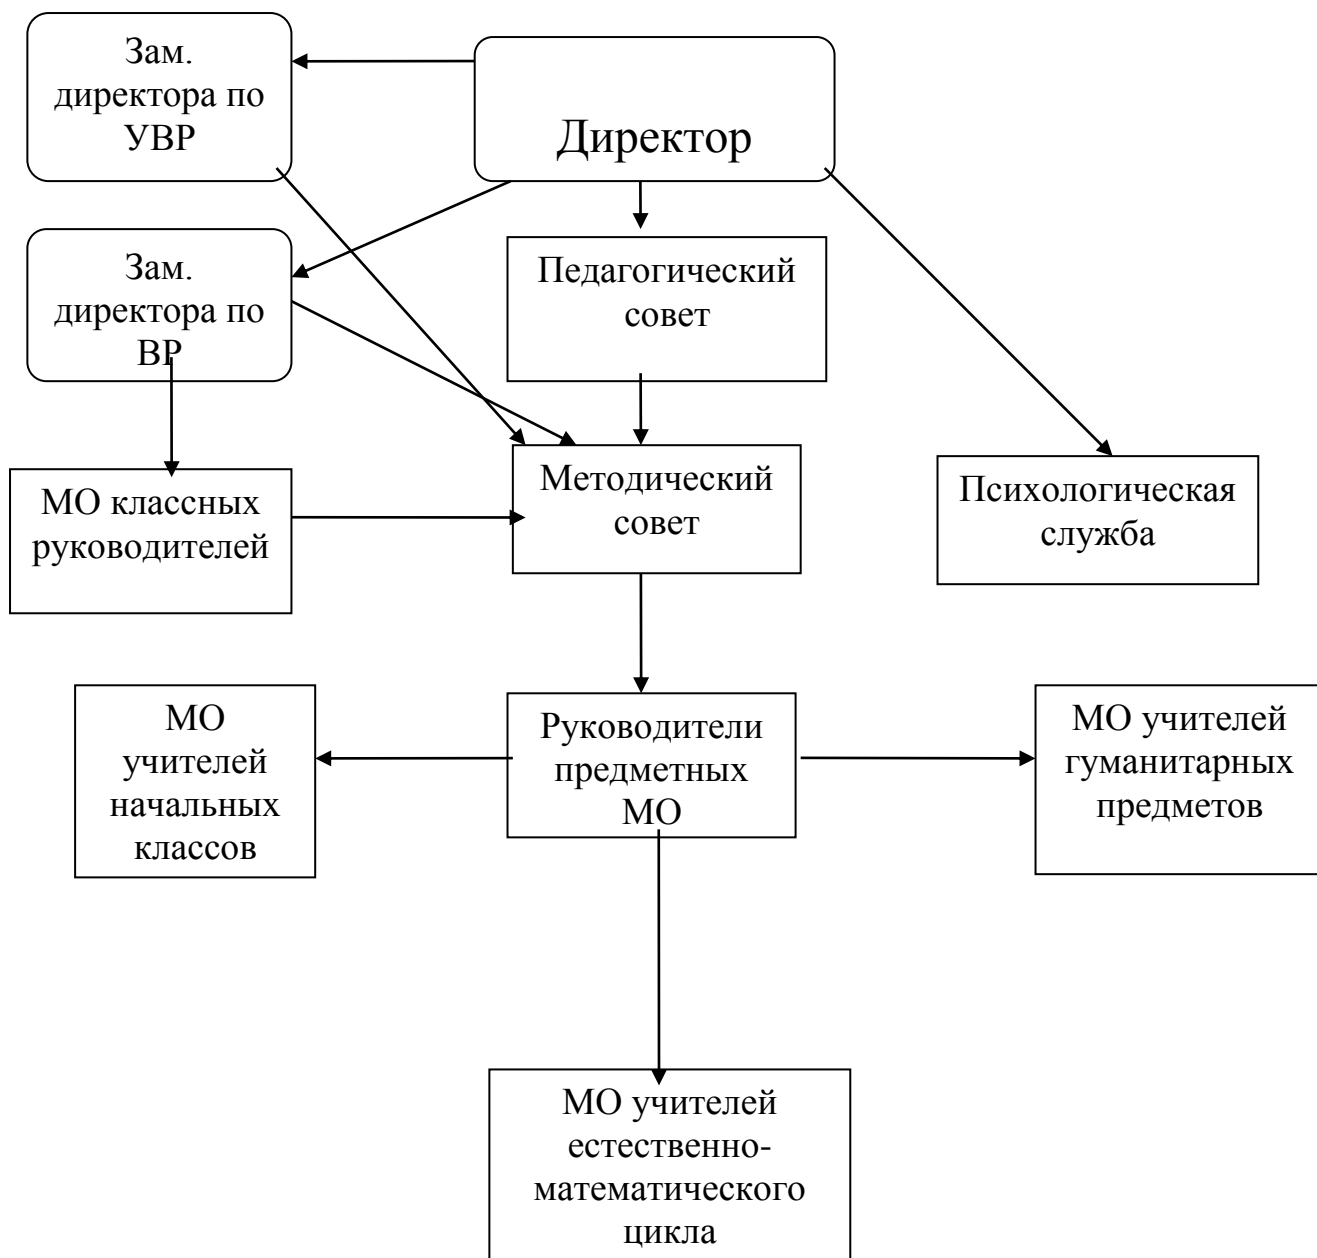 Зам.
директора по
УВР
Директор
Зам.
директора по
ВР
Педагогический
совет
МО классных
руководителей
Методический
совет
Психологическая
служба
МО
учителей
начальных
классов
Руководители
предметных
МО
МО учителей
гуманитарных
предметов
МО учителей
естественно-
математического
цикла